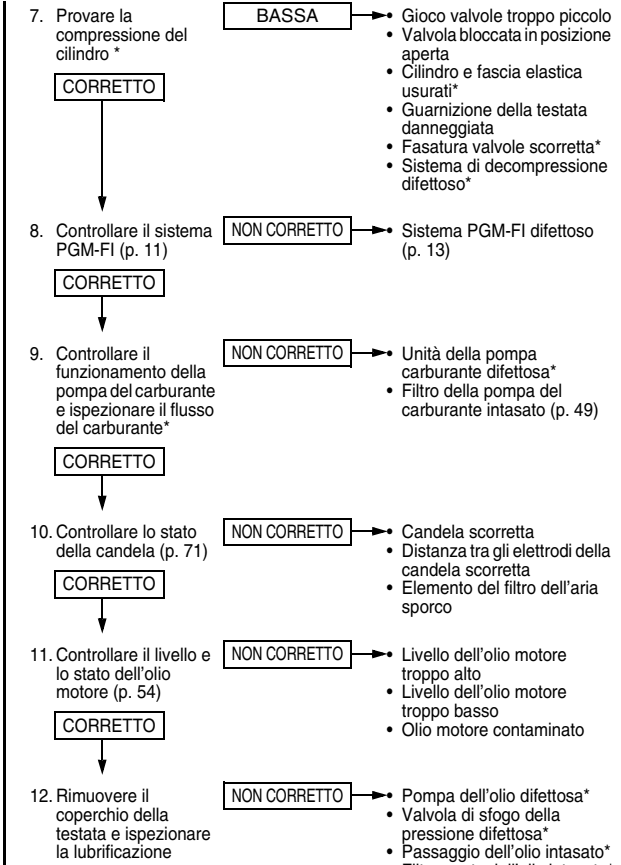 7. Provare la
compressione del
cilindro *
BASSA
• Gioco valvole troppo piccolo
• Valvola bloccata in posizione
aperta
• Cilindro e fascia elastica
usurati*
• Guarnizione della testata
danneggiata
• Fasatura valvole scorretta*
• Sistema di decompressione
difettoso*
CORRETTO
8. Controllare il sistema
PGM-FI (p. 11)
NON CORRETTO
• Sistema PGM-FI difettoso
(p. 13)
CORRETTO
9. Controllare il
funzionamento della
pompa del carburante
e ispezionare il flusso
del carburante*
NON CORRETTO
• Unità della pompa
carburante difettosa*
• Filtro della pompa del
carburante intasato (p. 49)
CORRETTO
10. Controllare lo stato
della candela (p. 71)
NON CORRETTO
• Candela scorretta
• Distanza tra gli elettrodi della
candela scorretta
• Elemento del filtro dell'aria
sporco
CORRETTO
11. Controllare il livello e
lo stato dell'olio
motore (p. 54)
NON CORRETTO
• Livello dell'olio motore
troppo alto
• Livello dell'olio motore
troppo basso
• Olio motore contaminato
CORRETTO
12. Rimuovere il
coperchio della
testata e ispezionare
la lubrificazione
NON CORRETTO
• Pompa dell'olio difettosa*
• Valvola di sfogo della
pressione difettosa*
• Passaggio dell'olio intasato*